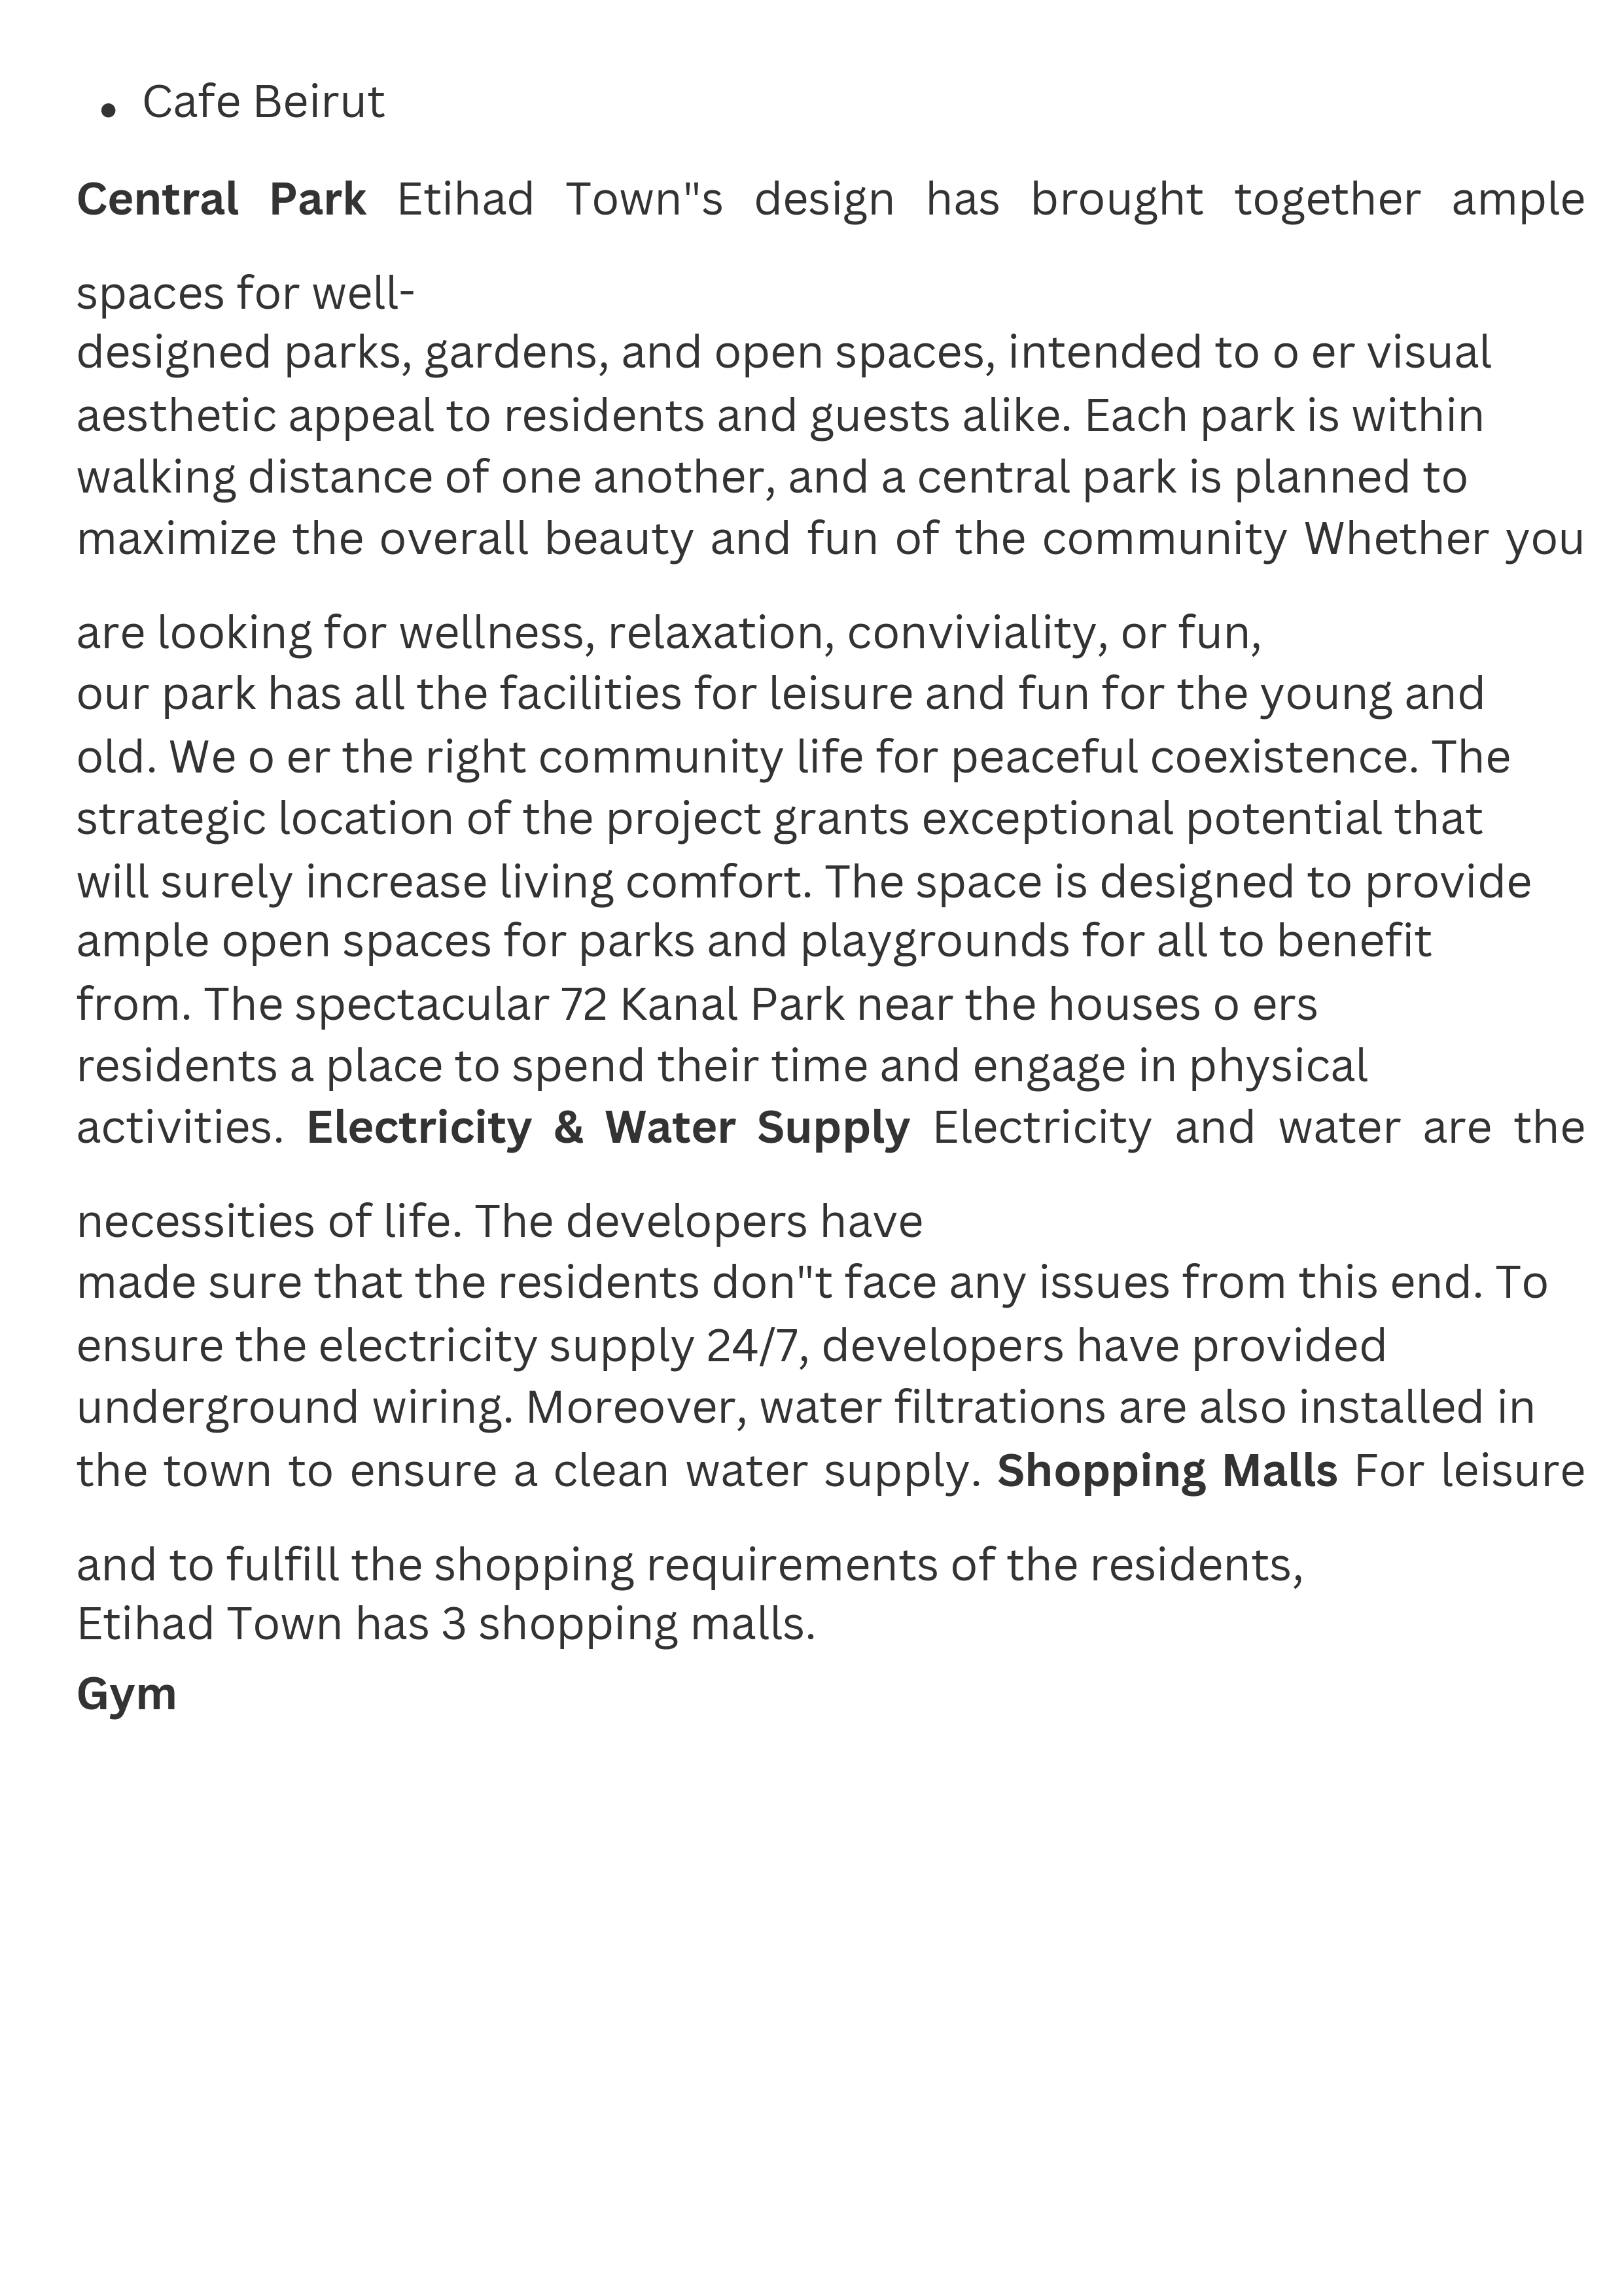 • Cafe Beirut
Central Park Etihad Town"s design has brought together ample
spaces for well-
designed parks, gardens, and open spaces, intended to o er visual
aesthetic appeal to residents and guests alike. Each park is within
walking distance of one another, and a central park is planned to
maximize the overall beauty and fun of the community Whether you
are looking for wellness, relaxation, conviviality, or fun,
our park has all the facilities for leisure and fun for the young and
old. We o er the right community life for peaceful coexistence. The
strategic location of the project grants exceptional potential that
will surely increase living comfort. The space is designed to provide
ample open spaces for parks and playgrounds for all to benefit
from. The spectacular 72 Kanal Park near the houses o ers
residents a place to spend their time and engage in physical
activities. Electricity & Water Supply Electricity and water are the
necessities of life. The developers have
made sure that the residents don"t face any issues from this end. To
ensure the electricity supply 24/7, developers have provided
underground wiring. Moreover, water filtrations are also installed in
the town to ensure a clean water supply. Shopping Malls For leisure
and to fulfill the shopping requirements of the residents,
Etihad Town has 3 shopping malls.
Gym